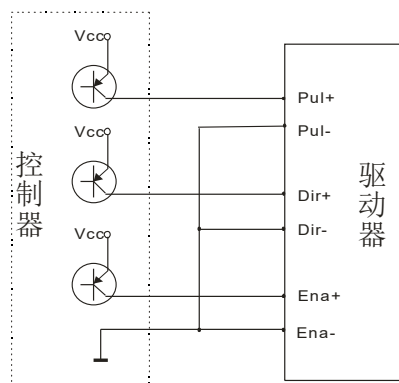 Vcc
Pul+
Pul-
Vcc
控制器
Dir+
Dir-
驱动器
Vcc
Ena+
Ena-